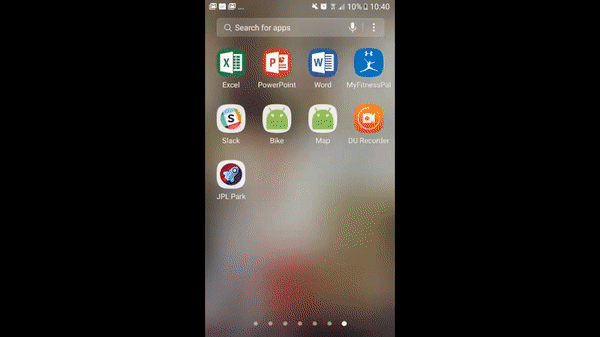 ... 10% 10:40
Search for apps
X P W
Excel PowerPoint Word MyFitnessPal
S
Slack Bike Map DU Recorder
JPL Park